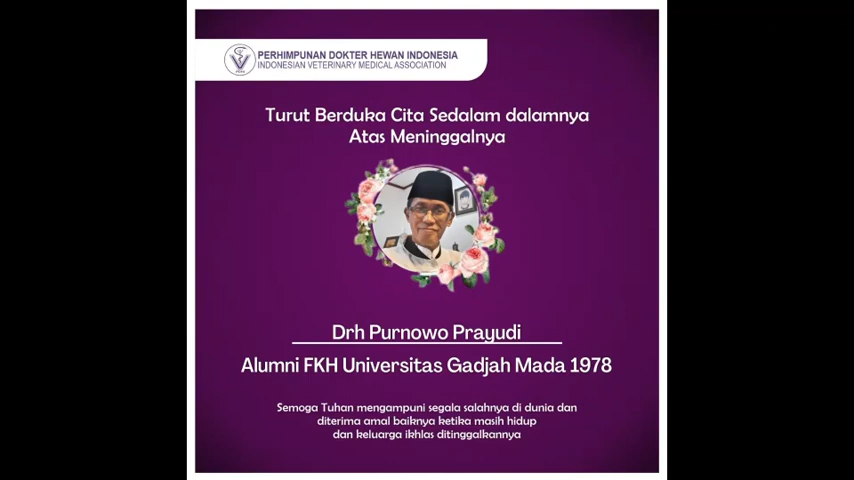 PERHIMPUNAN DOKTER HEWAN INDONESIA
INDONESIAN VETERINARY MEDICAL ASSOCIATION
Turut Berduka Cita Sedalam dalamnya
Atas Meninggalnya
Drh Purnowo Prayudi
Alumni FKH Universitas Gadjah Mada 1978
Semoga Tuhan mengampuni segala salahnya di dunia dan
diterima amal baiknya ketika masih hidup
dan keluarga ikhlas ditinggalkannya